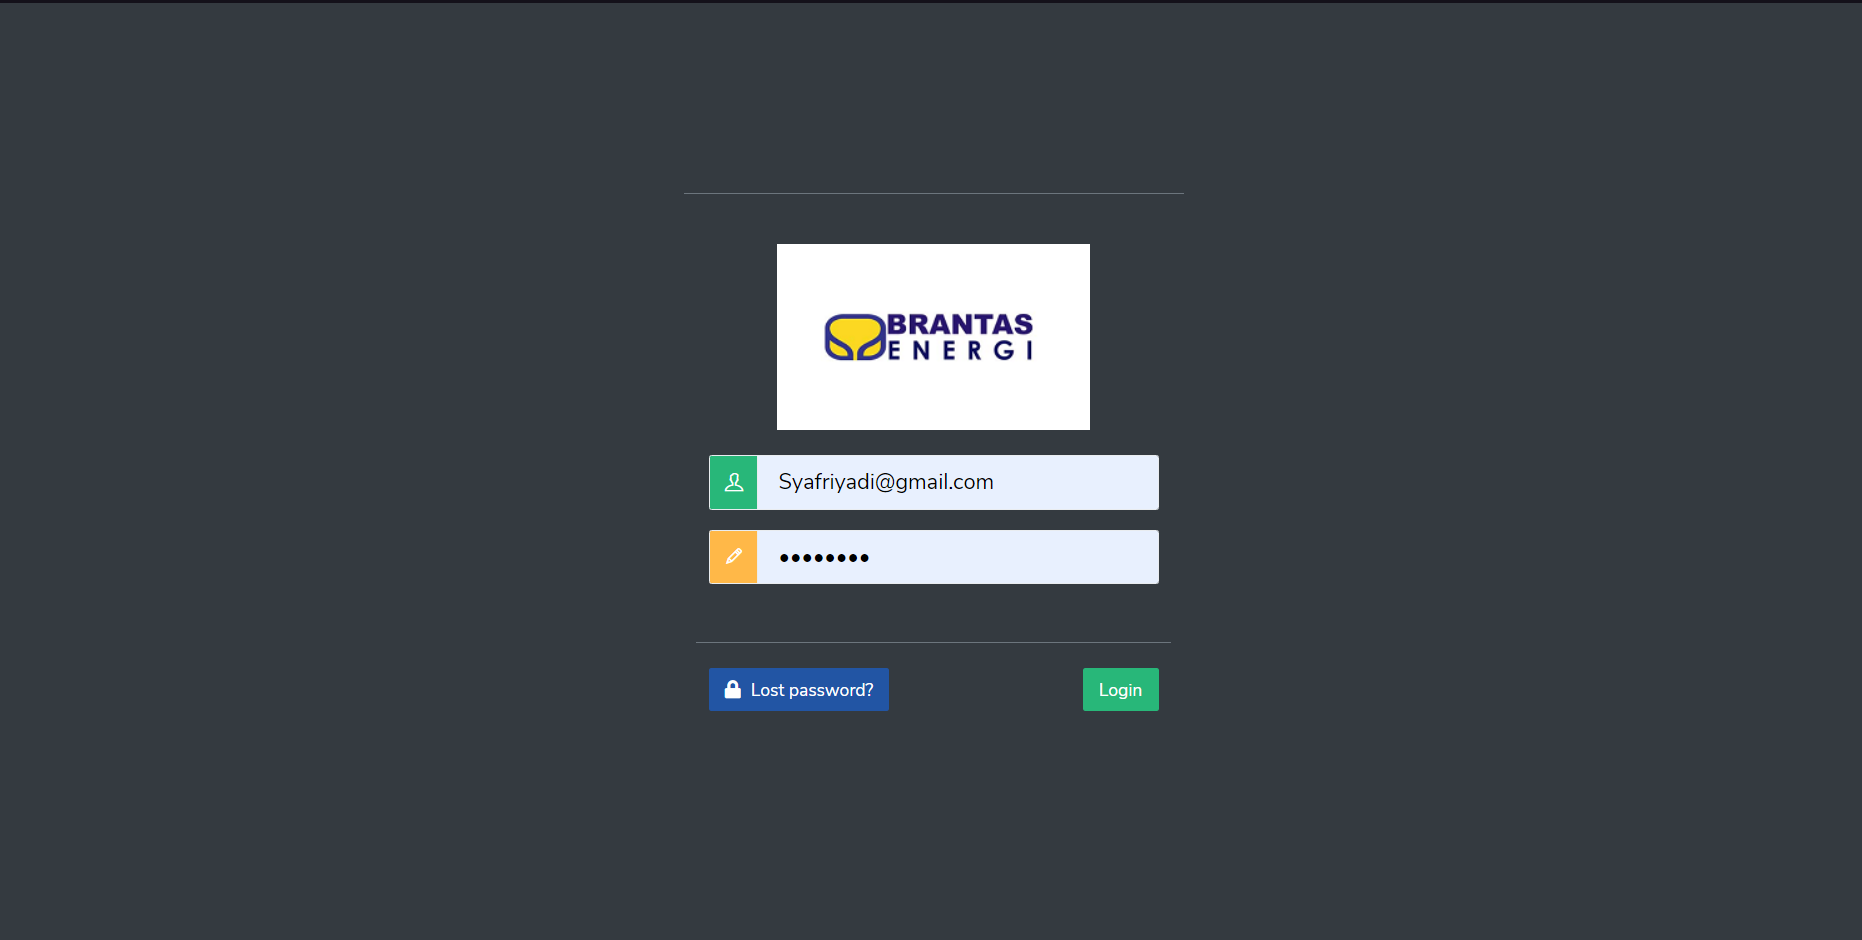 BRANTAS
ENERGI
Syafriyadi@gmail.com
••••••••
Lost password?
Login